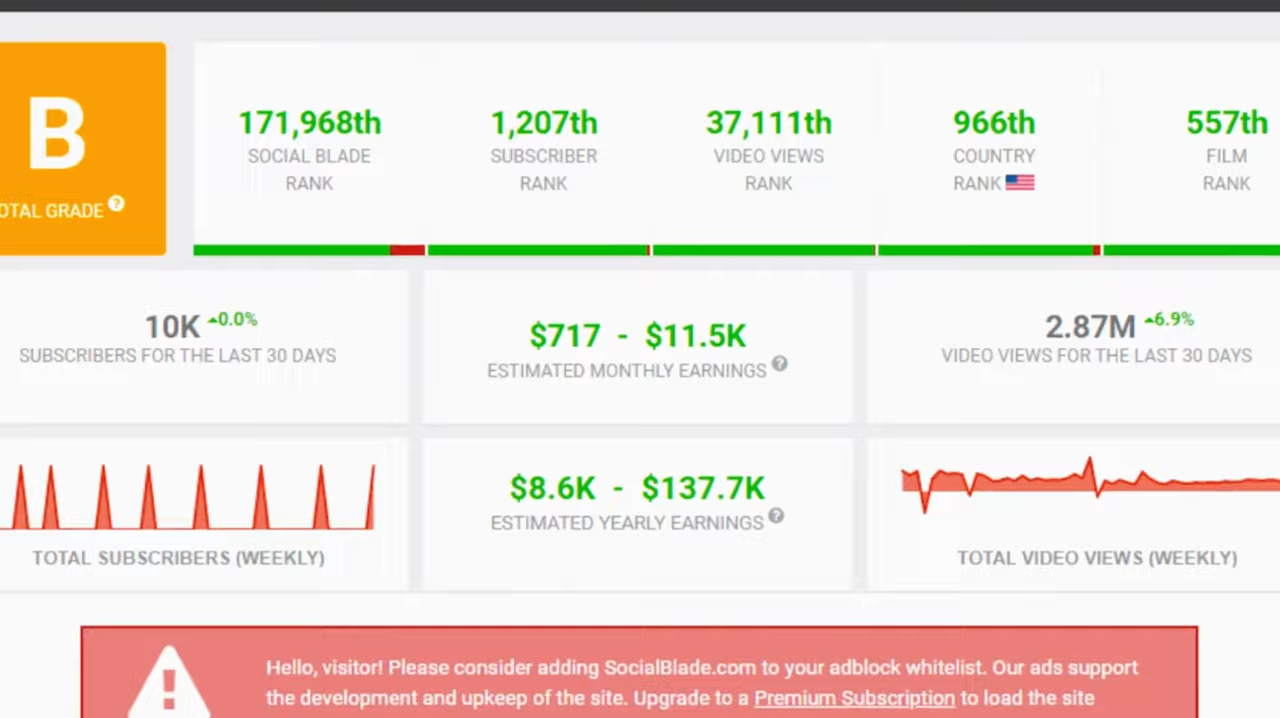 B
OTAL GRADE ?
171,968th
SOCIAL BLADE
RANK
1,207th
SUBSCRIBER
RANK
37,111th
VIDEO VIEWS
RANK
966th
COUNTRY
RANK
557th
FILM
RANK
10K 0.0%
SUBSCRIBERS FOR THE LAST 30 DAYS
$717 - $11.5K
ESTIMATED MONTHLY EARNINGS ?
2.87M 6.9%
VIDEO VIEWS FOR THE LAST 30 DAYS
TOTAL SUBSCRIBERS (WEEKLY)
$8.6K - $137.7K
ESTIMATED YEARLY EARNINGS ?
TOTAL VIDEO VIEWS (WEEKLY)
Hello, visitor! Please consider adding SocialBlade.com to your adblock whitelist. Our ads support
the development and upkeep of the site. Upgrade to a Premium Subscription to load the site